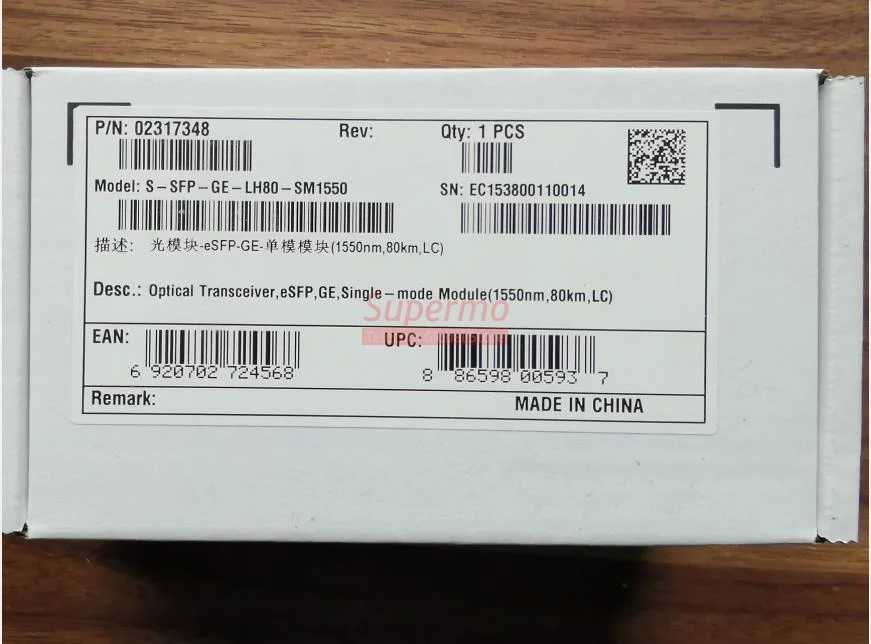 P/N: 02317348 Rev: Qty: 1 PCS
Model: S-SFP-GE-LH80-SM1550 SN: EC153800110014
描述: 光模块-eSFP-GE-单模模块(1550nm,80km,LC)
Desc.: Optical Transceiver,eSFP,GE,Single-mode Module(1550nm,80km,LC)
Supermo
EAN: UPC:
6 920702 724568 8 86598 00593 7
Remark: MADE IN CHINA